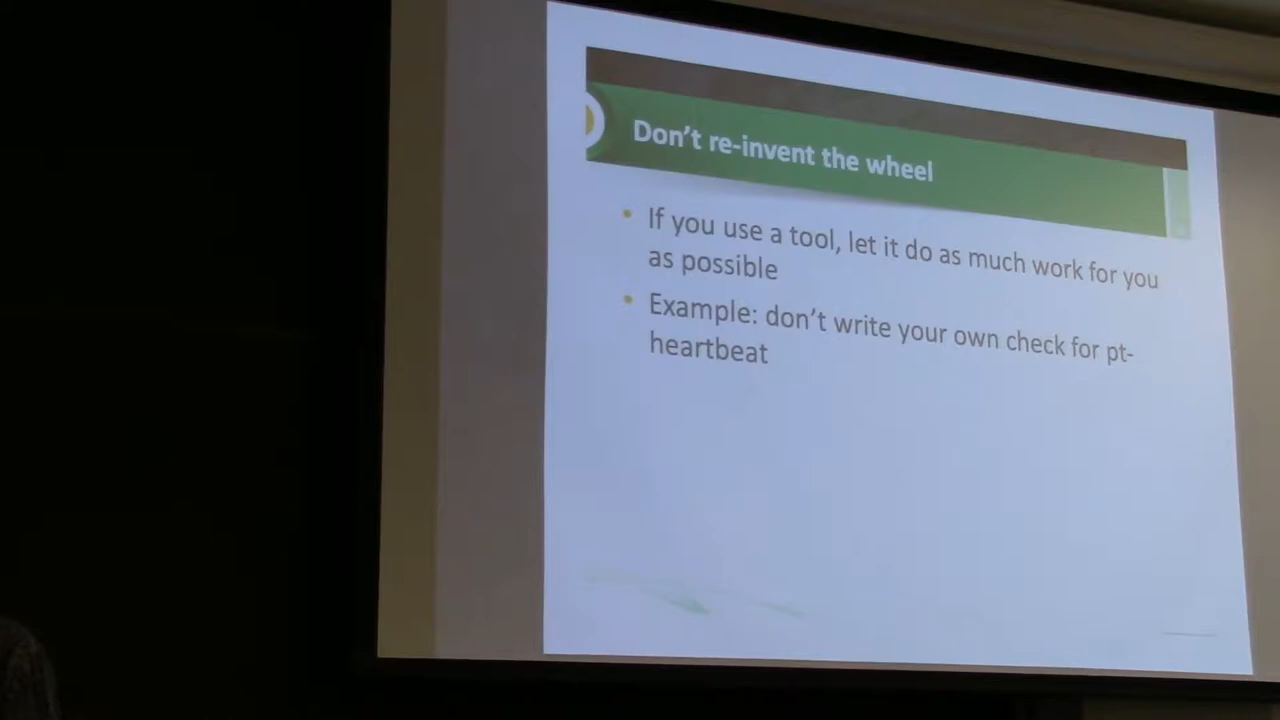 Don't re-invent the wheel
• If you use a tool, let it do as much work for you
as possible
• Example: don't write your own check for pt-
heartbeat